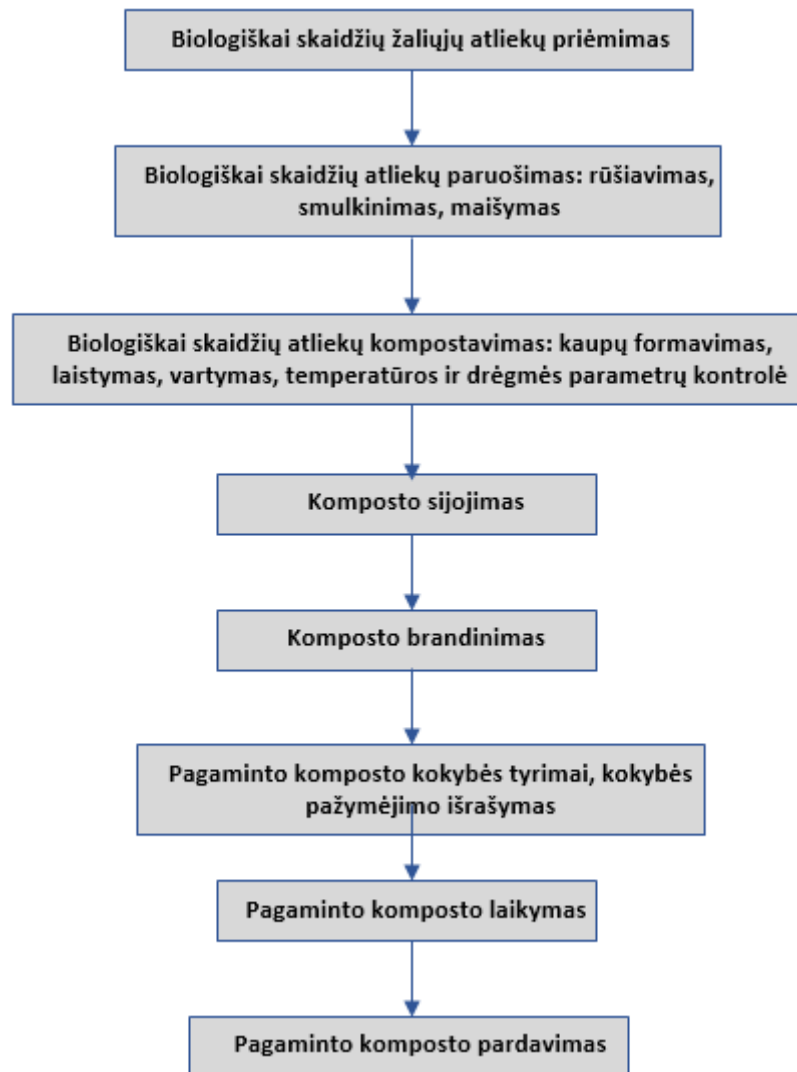 Biologiškai skaidžių žaliųjų atliekų priėmimas
Biologiškai skaidžių atliekų paruošimas: rūšiavimas,
smulkinimas, maišymas
Biologiškai skaidžių atliekų kompostavimas: kaupų formavimas,
laistymas, vartymas, temperatūros ir drėgmės parametrų kontrolė
Komposto sijojimas
Komposto brandinimas
Pagaminto komposto kokybės tyrimai, kokybės
pažymėjimo išrašymas
Pagaminto komposto laikymas
Pagaminto komposto pardavimas